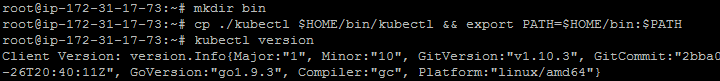 root@ip-172-31-17-73:~# mkdir bin
root@ip-172-31-17-73:~# cp ./kubectl $HOME/bin/kubectl && export PATH=$HOME/bin:$PATH
root@ip-172-31-17-73:~# kubectl version
Client Version: version.Info{Major:"1", Minor:"10", GitVersion:"v1.10.3", GitCommit:"2bba0
-26T20:40:11Z", GoVersion:"go1.9.3", Compiler:"gc", Platform:"linux/amd64"}